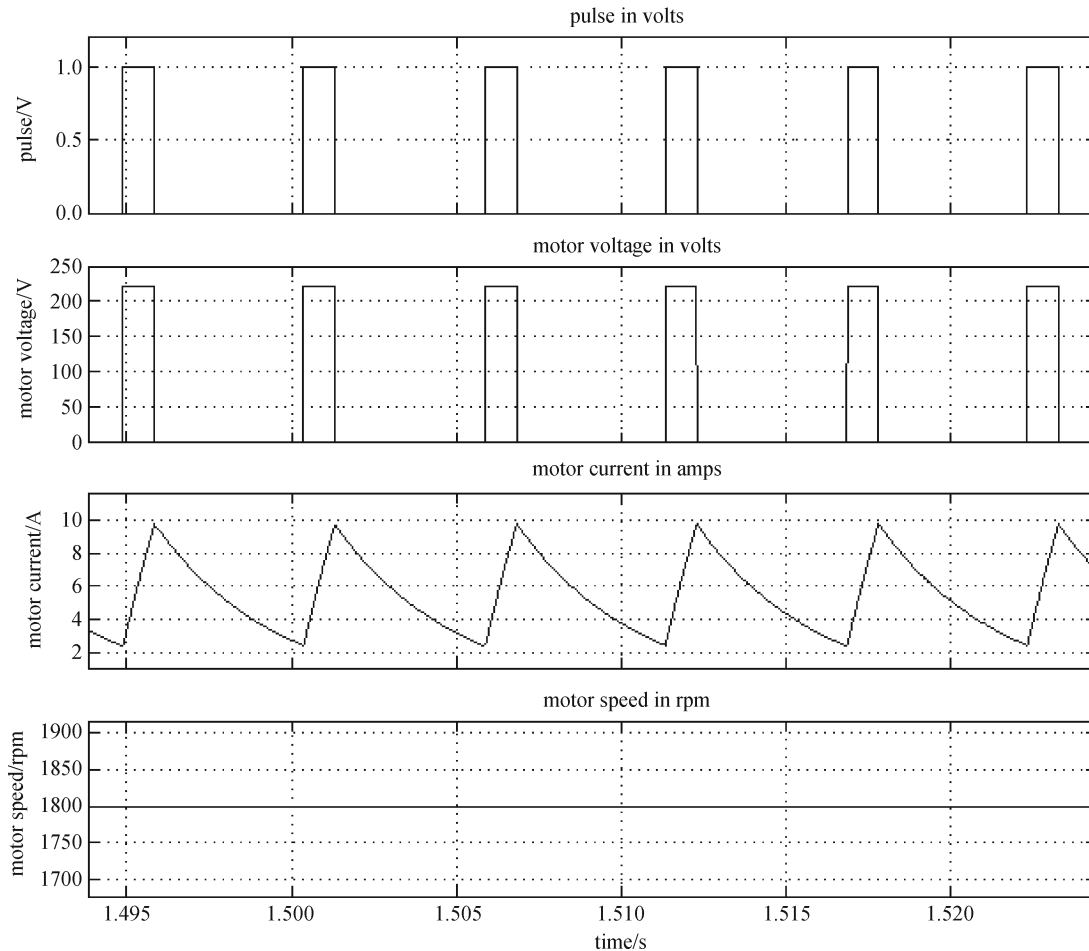 pulse in volts
pulse/V
1.0
0.5
0.0
motor voltage in volts
motor voltage/V
250
200
150
100
50
0
motor current in amps
motor current/A
10
8
6
4
2
motor speed in rpm
motor speed/rpm
1900
1850
1800
1750
1700
1.495 1.500 1.505 1.510 1.515 1.520
time/s